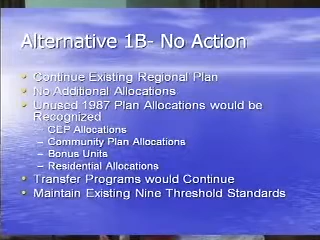 Alternative 1B- No Action
• Continue Existing Regional Plan
• No Additional Allocations
• Unused 1987 Plan Allocations would be
Recognized
– CEP Allocations
– Community Plan Allocations
– Bonus Units
– Residential Allocations
• Transfer Programs would Continue
• Maintain Existing Nine Threshold Standards